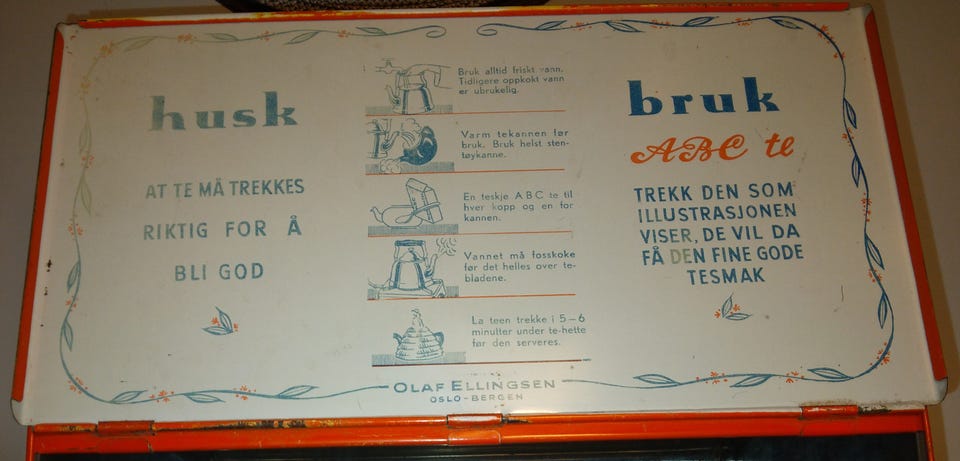 husk
AT TE MÅ TREKKES
RIKTIG FOR Å
BLI GOD
Bruk alltid friskt vann.
Tidligere oppkokt vann
er ubrukelig.
Varm tekannen før
bruk. Bruk helst sten-
tøykanne.
En teskje ABC te til
hver kopp og en for
kannen.
Vannet må fosskoke
før det helles over te-
bladene.
La teen trekke i 5-6
minutter under te-hette
før den serveres.
bruk
ABC te
TREKK DEN SOM
ILLUSTRASJONEN
VISER, DE VIL DA
FÅ DEN FINE GODE
TESMAK
OLAF ELLINGSEN
OSLO-BERGEN